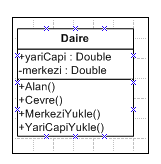 Daire
+yariCapi : Double
-merkezi : Double
+Alan()
+Cevre()
+MerkeziYukle()
+YariCapiYukle()